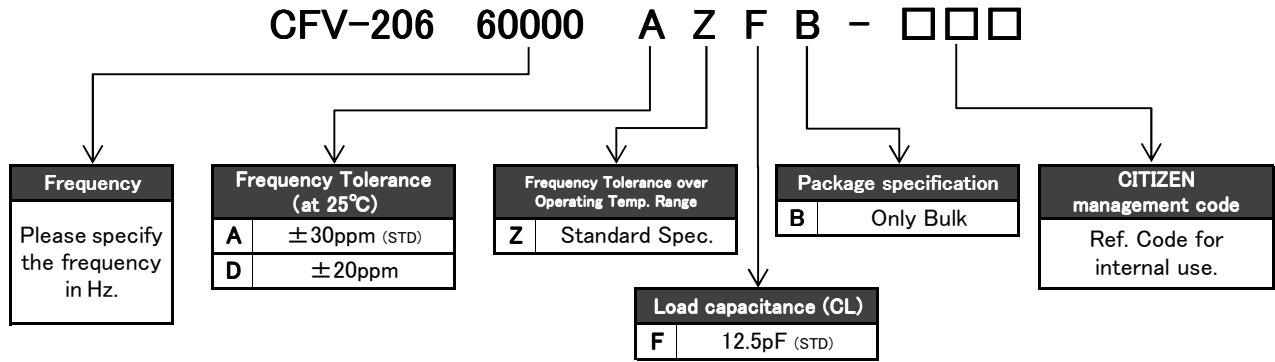 CFV-206 60000 A Z F B - □□□
Frequency
Please specify
the frequency
in Hz.
Frequency Tolerance
(at 25℃)
A ±30ppm (STD)
D ±20ppm
Frequency Tolerance over
Operating Temp. Range
Z Standard Spec.
Load capacitance (CL)
F 12.5pF (STD)
Package specification
B Only Bulk
CITIZEN
management code
Ref. Code for
internal use.